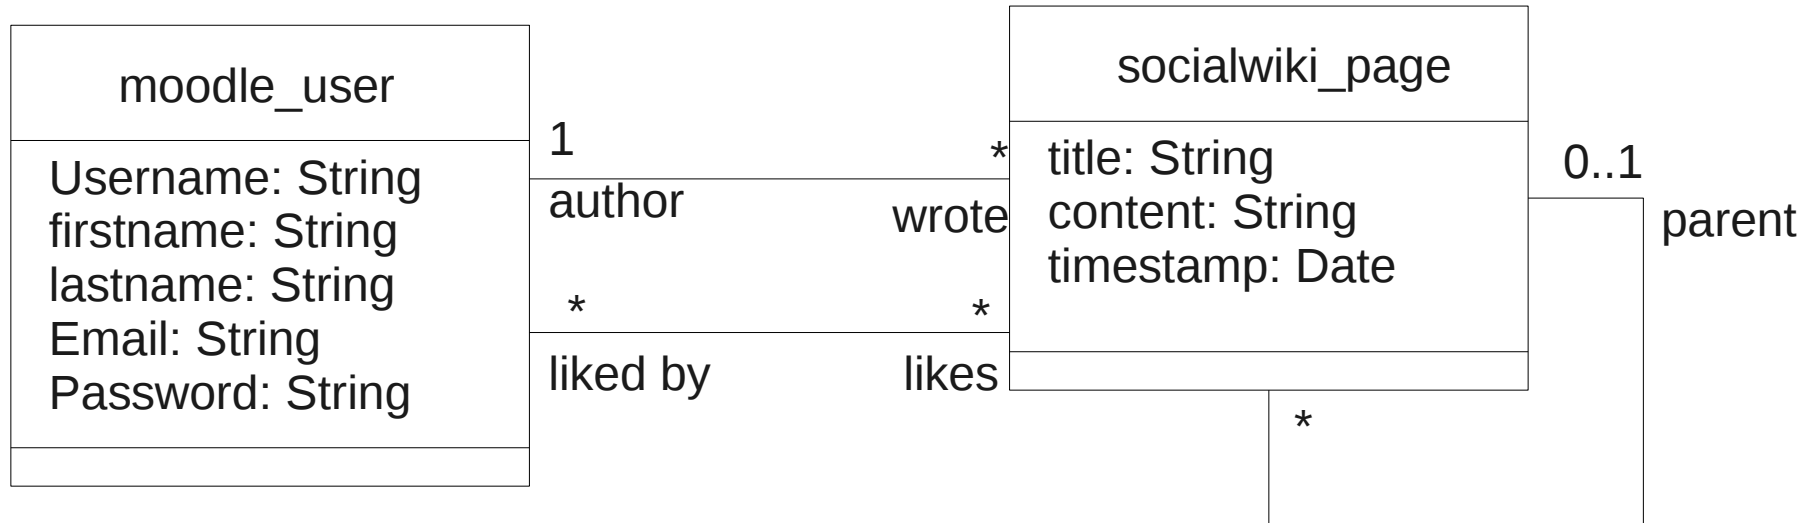 moodle_user
Username: String
firstname: String
lastname: String
Email: String
Password: String
1
author
*
wrote
*
liked by
*
likes
socialwiki_page
title: String
content: String
timestamp: Date
0..1
parent
*